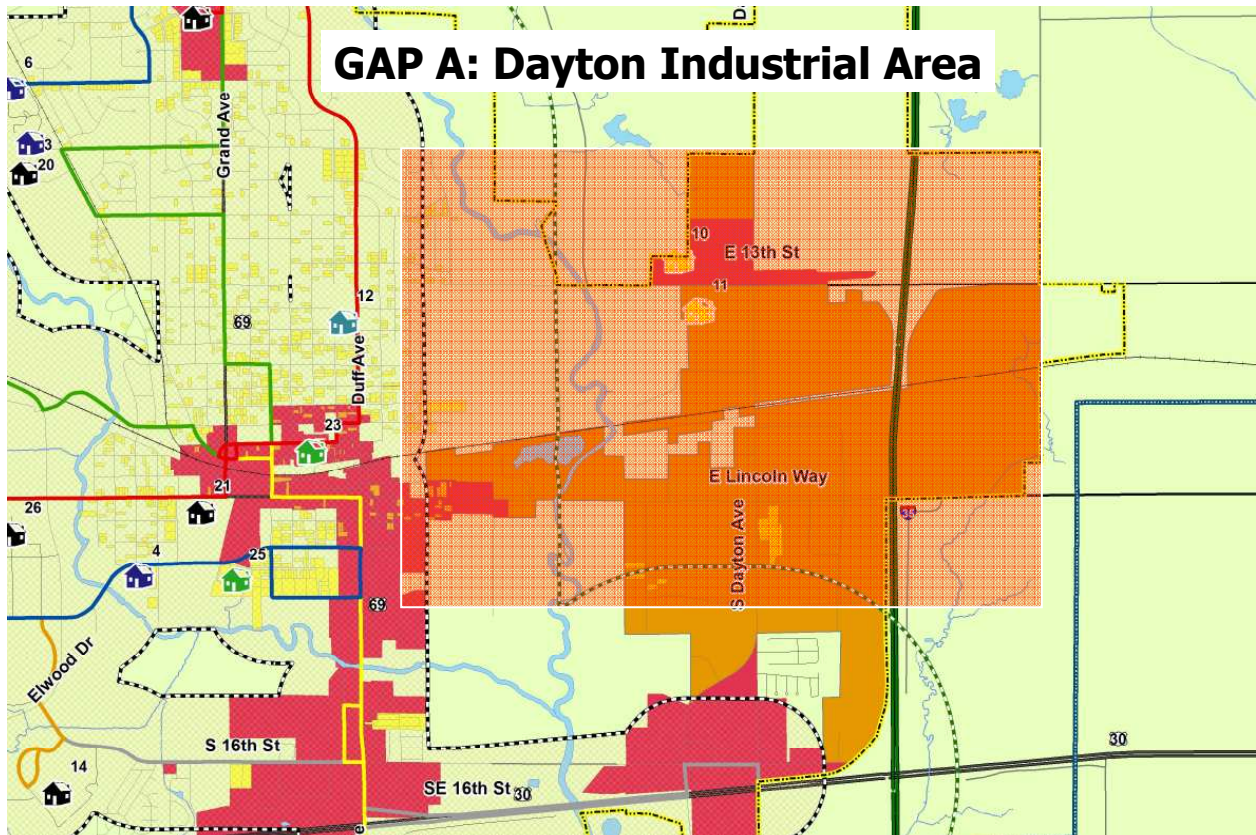 GAP A: Dayton Industrial Area
D
6
Grand Ave
3
20
10
E 13th St
11
12
69
Duff Ave
23
21
E Lincoln Way
26
35
S Dayton Ave
4
25
69
Elwood Dr
S 16th St
30
14
SE 16th St
30
e